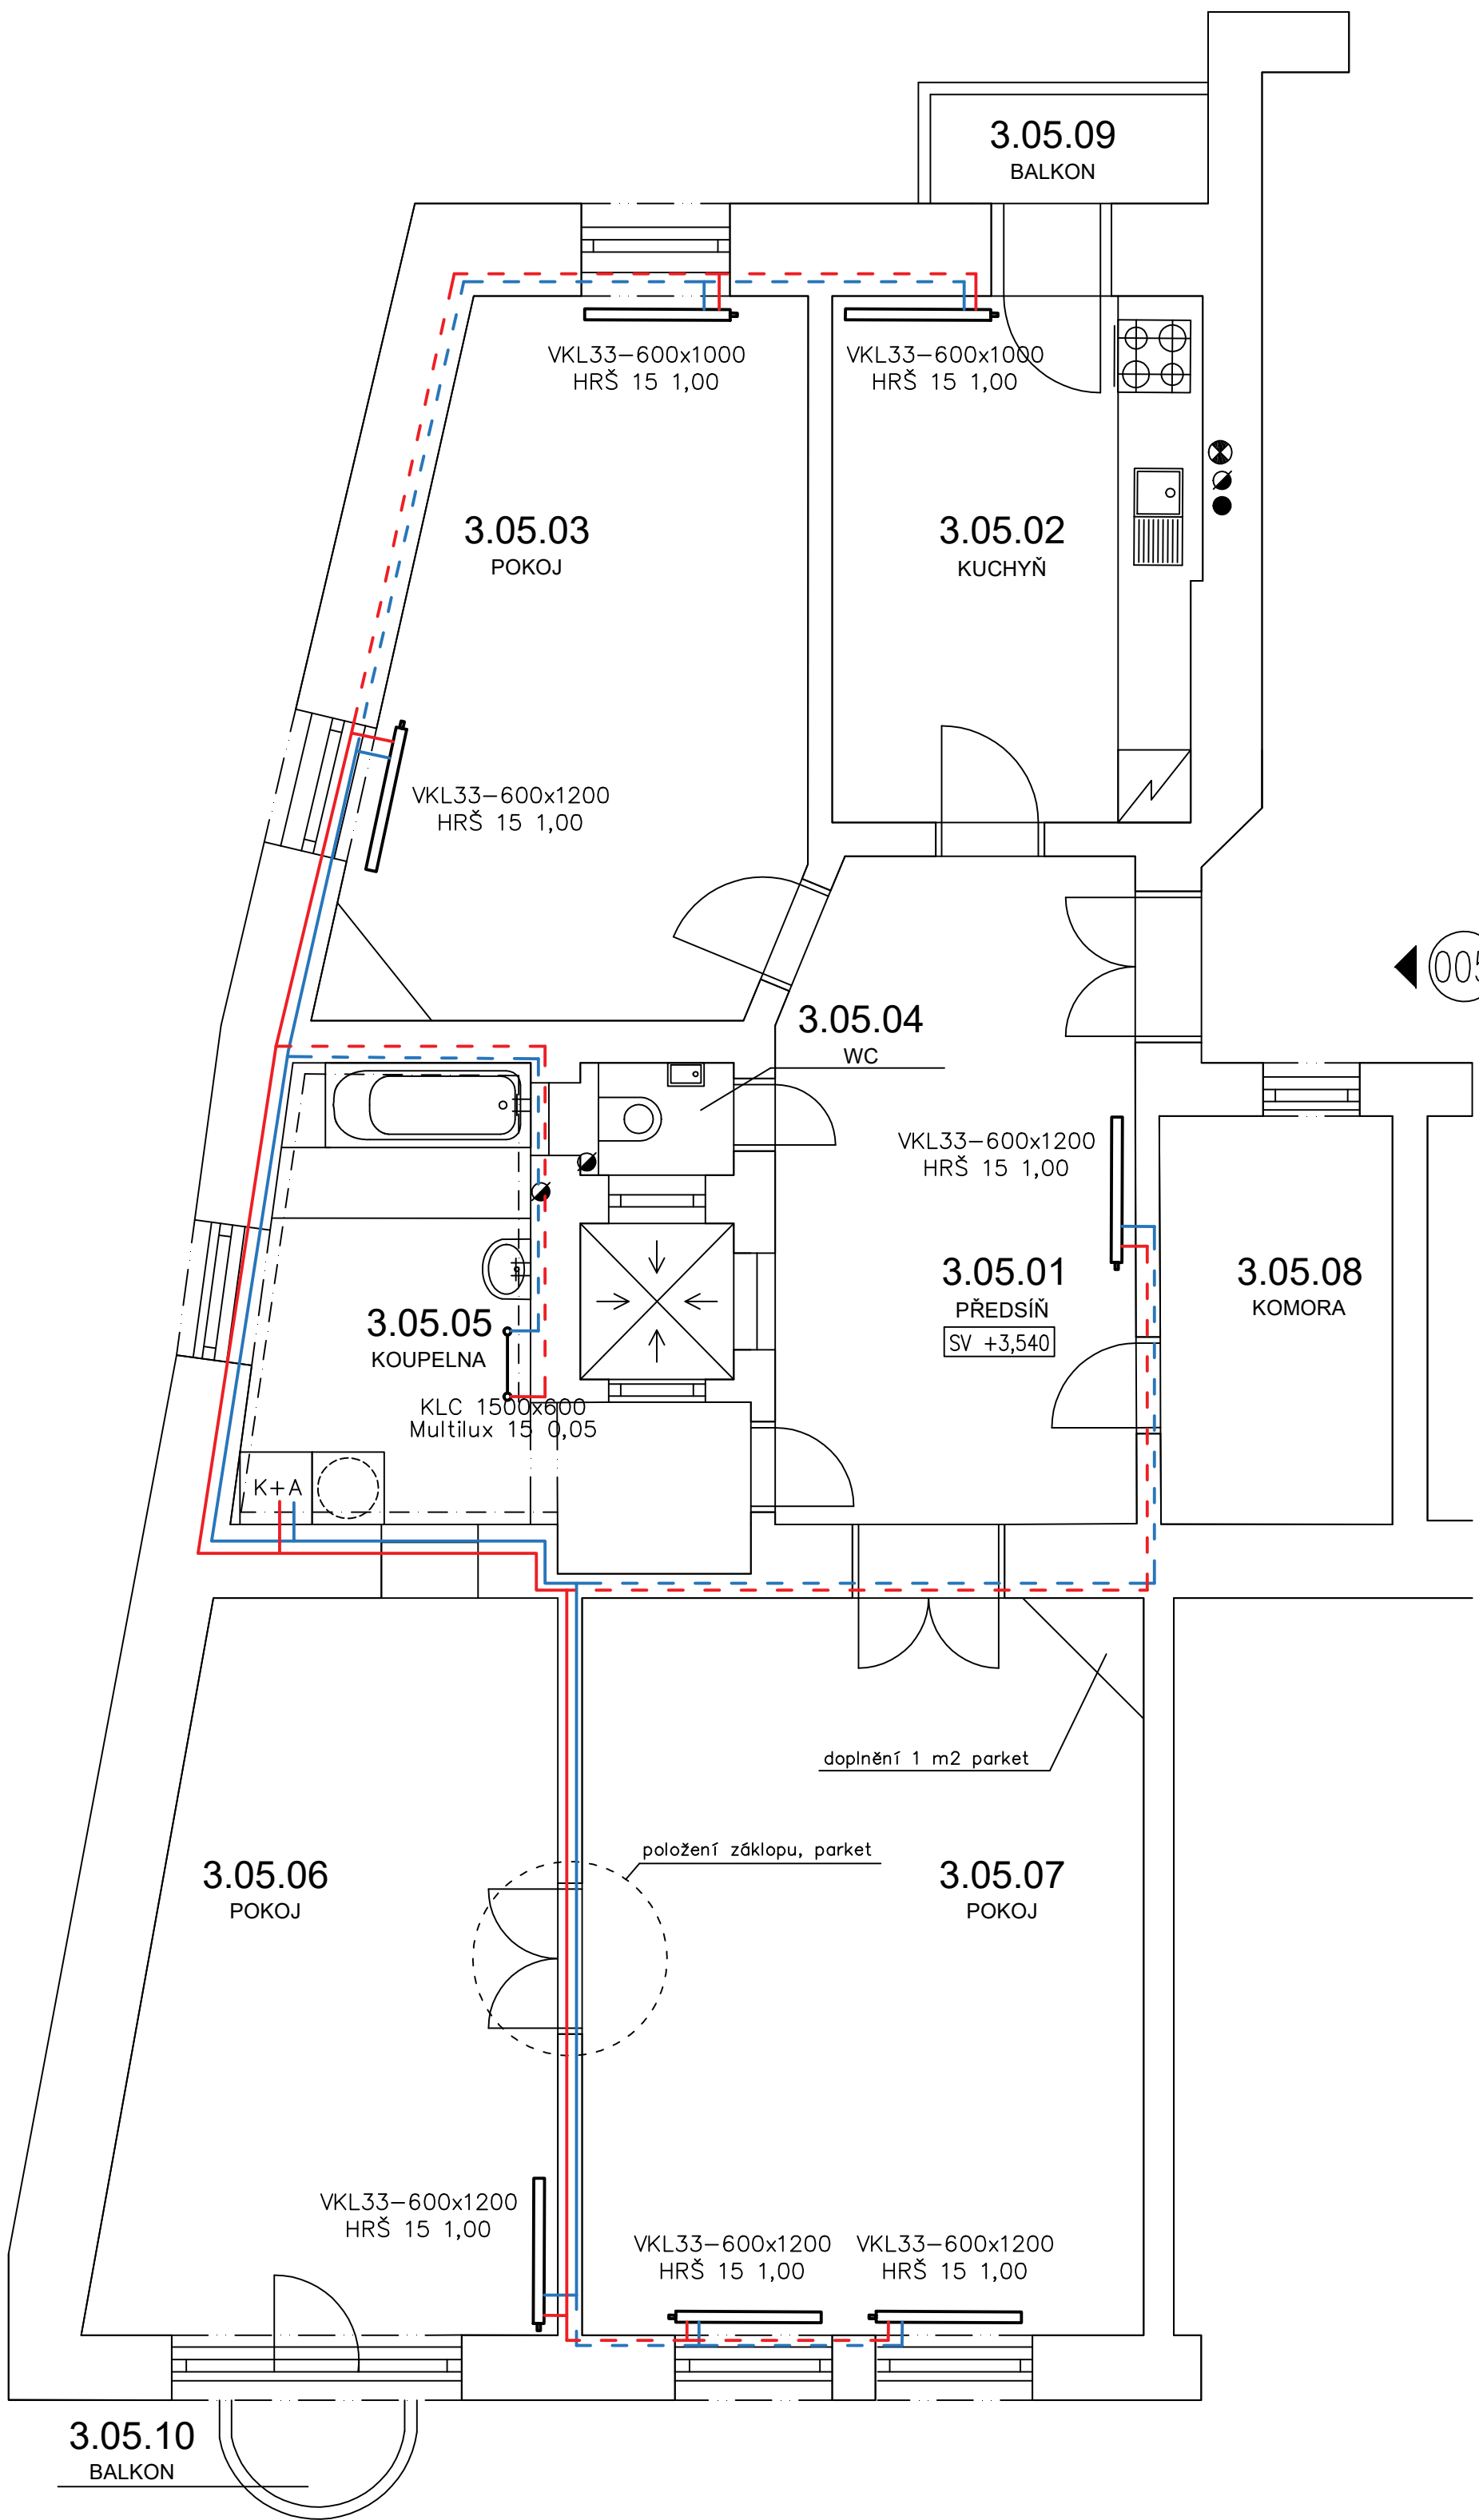 3.05.09
BALKON
VKL33-600x1000
HRŠ 15 1,00
VKL33-600x1000
HRŠ 15 1,00
3.05.03
POKOJ
3.05.02
KUCHYŇ
VKL33-600x1200
HRŠ 15 1,00
005
3.05.04
WC
VKL33-600x1200
HRŠ 15 1,00
3.05.01
PŘEDSÍŇ
SV +3,540
3.05.08
KOMORA
3.05.05
KOUPELNA
KLC 1500x600
Multilux 15 0,05
K+A
doplnění 1 m2 parket
položení záklopu, parket
3.05.06
POKOJ
3.05.07
POKOJ
VKL33-600x1200
HRŠ 15 1,00
VKL33-600x1200
HRŠ 15 1,00
VKL33-600x1200
HRŠ 15 1,00
3.05.10
BALKON